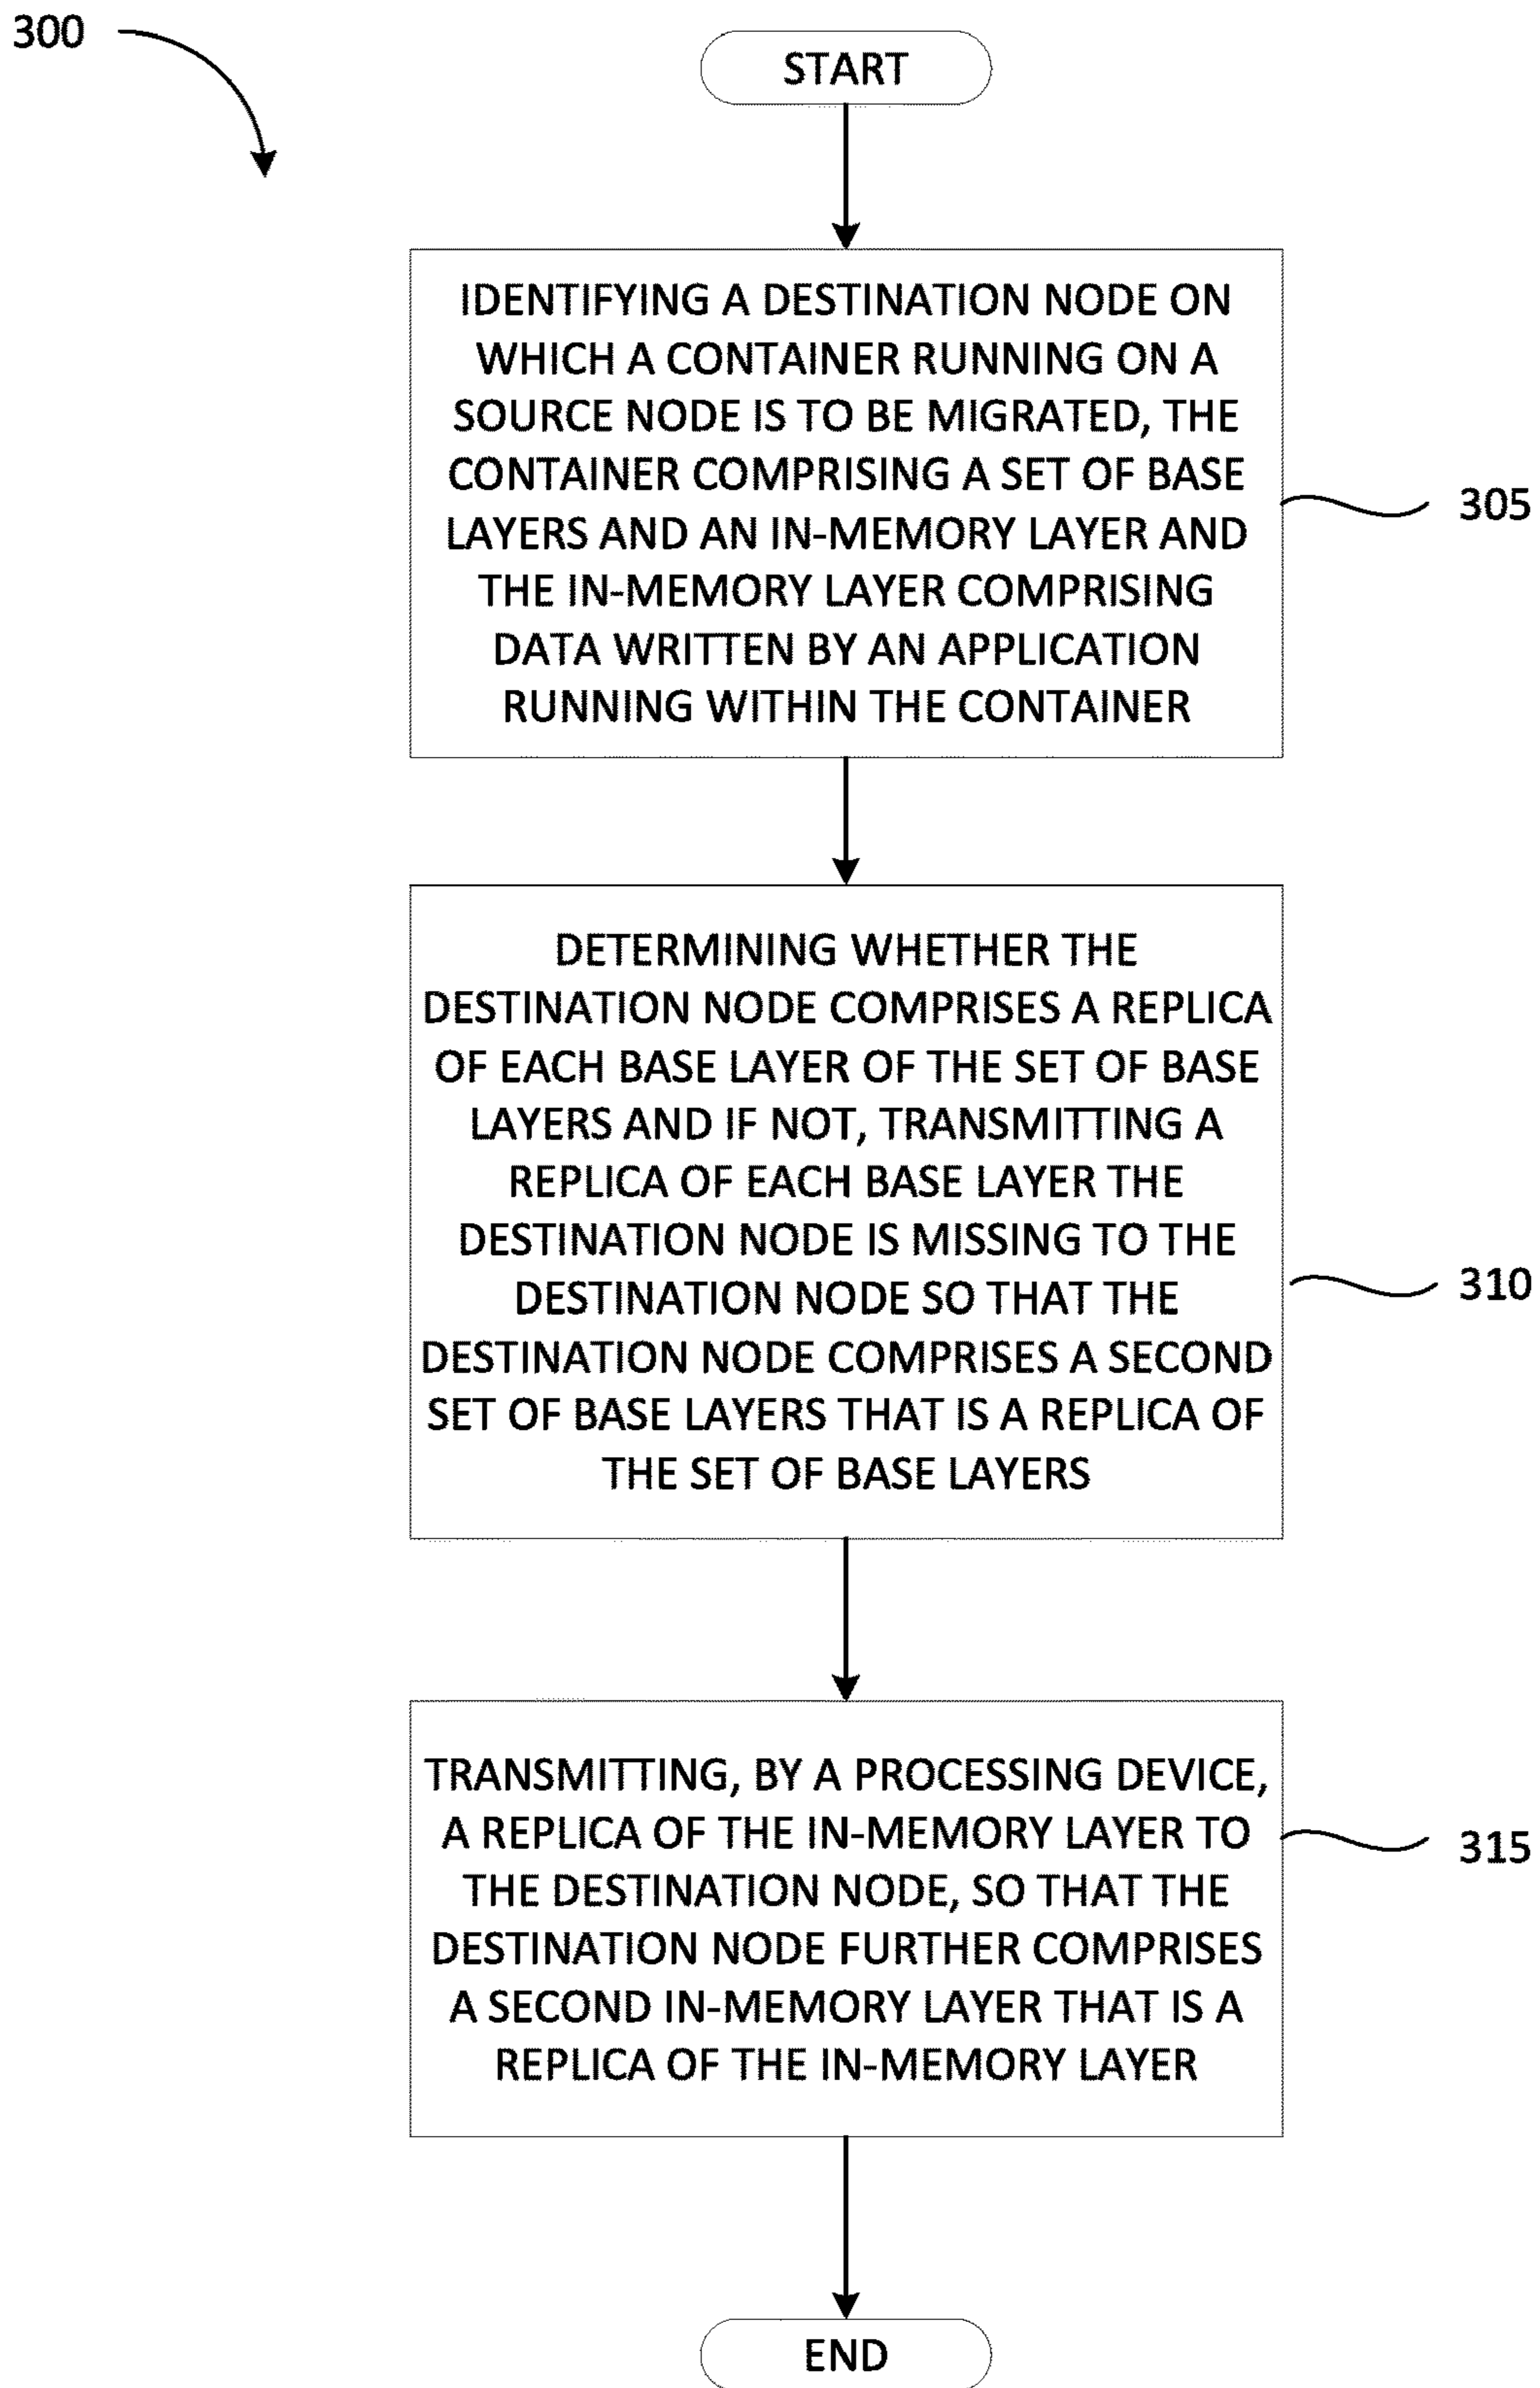 300
START
IDENTIFYING A DESTINATION NODE ON
WHICH A CONTAINER RUNNING ON A
SOURCE NODE IS TO BE MIGRATED, THE
CONTAINER COMPRISING A SET OF BASE
LAYERS AND AN IN-MEMORY LAYER AND
THE IN-MEMORY LAYER COMPRISING
DATA WRITTEN BY AN APPLICATION
RUNNING WITHIN THE CONTAINER
305
DETERMINING WHETHER THE
DESTINATION NODE COMPRISES A REPLICA
OF EACH BASE LAYER OF THE SET OF BASE
LAYERS AND IF NOT, TRANSMITTING A
REPLICA OF EACH BASE LAYER THE
DESTINATION NODE IS MISSING TO THE
DESTINATION NODE SO THAT THE
DESTINATION NODE COMPRISES A SECOND
SET OF BASE LAYERS THAT IS A REPLICA OF
THE SET OF BASE LAYERS
310
TRANSMITTING, BY A PROCESSING DEVICE,
A REPLICA OF THE IN-MEMORY LAYER TO
THE DESTINATION NODE, SO THAT THE
DESTINATION NODE FURTHER COMPRISES
A SECOND IN-MEMORY LAYER THAT IS A
REPLICA OF THE IN-MEMORY LAYER
315
END